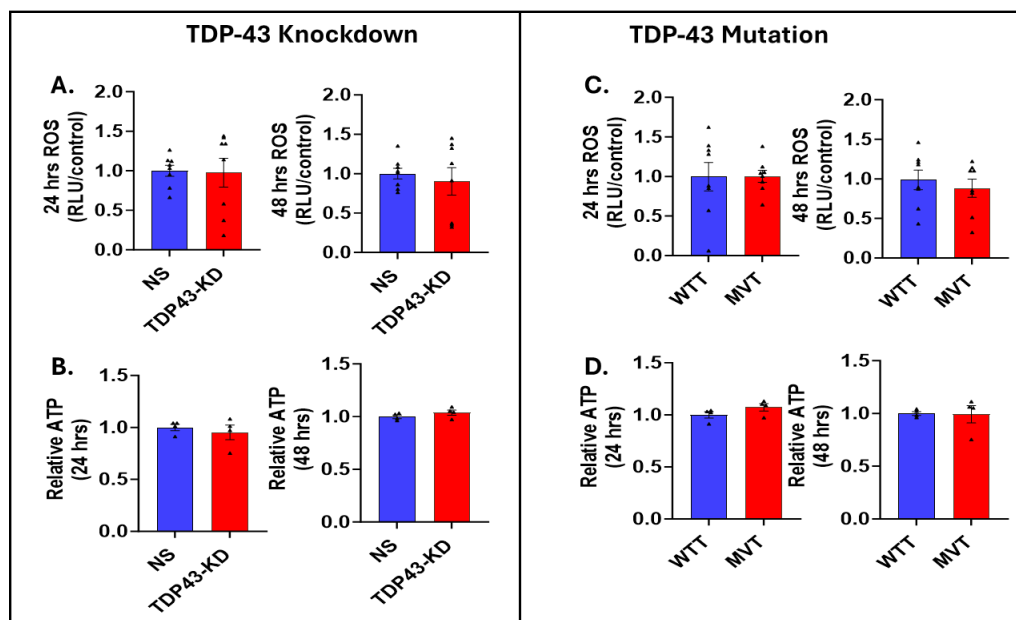 TDP-43 Knockdown
A.
24 hrs ROS
(RLU/control)
2.0
1.5
1.0
0.5
0.0
NS
TDP43-KD
48 hrs ROS
(RLU/control)
2.0
1.5
1.0
0.5
0.0
NS
TDP43-KD
B.
Relative ATP
(24 hrs)
1.5
1.0
0.5
0.0
NS
TDP43-KD
Relative ATP
(48 hrs)
1.5
1.0
0.5
0.0
NS
TDP43-KD
TDP-43 Mutation
C.
24 hrs ROS
(RLU/control)
2.0
1.5
1.0
0.5
0.0
WTT
MVT
48 hrs ROS
(RLU/control)
2.0
1.5
1.0
0.5
0.0
WTT
MVT
D.
Relative ATP
(24 hrs)
1.5
1.0
0.5
0.0
WTT
MVT
Relative ATP
(48 hrs)
1.5
1.0
0.5
0.0
WTT
MVT